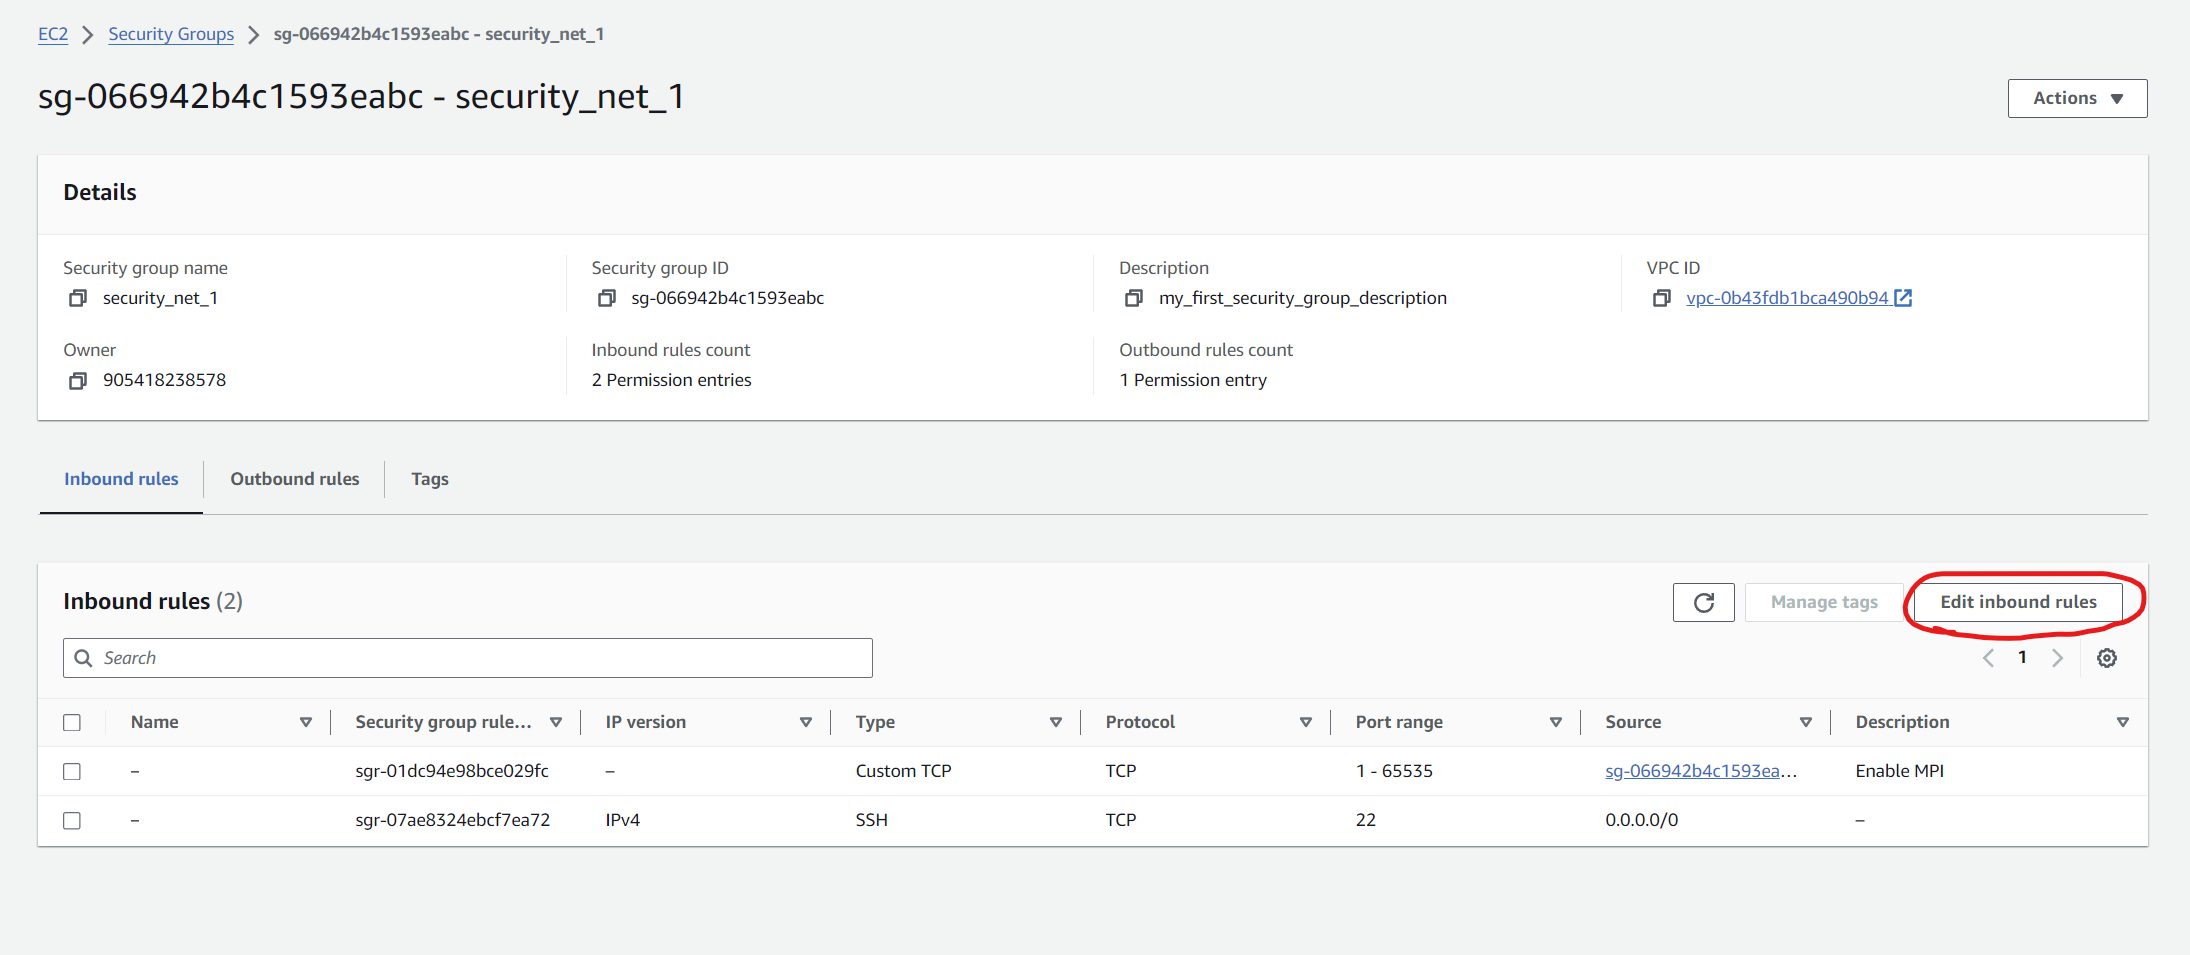 EC2 > Security Groups > sg-066942b4c1593eabc - security_net_1
sg-066942b4c1593eabc - security_net_1
Actions
Details
Security group name
security_net_1
Security group ID
sg-066942b4c1593eabc
Description
my_first_security_group_description
VPC ID
vpc-0b43fdb1bca490b94
Owner
905418238578
Inbound rules count
2 Permission entries
Outbound rules count
1 Permission entry
Inbound rules Outbound rules Tags
Inbound rules (2)
Manage tags Edit inbound rules
Search
1
Name Security group rule... IP version Type Protocol Port range Source Description
– sgr-01dc94e98bce029fc – Custom TCP TCP 1 - 65535 sg-066942b4c1593ea... Enable MPI
– sgr-07ae8324ebcf7ea72 IPv4 SSH TCP 22 0.0.0.0/0 –